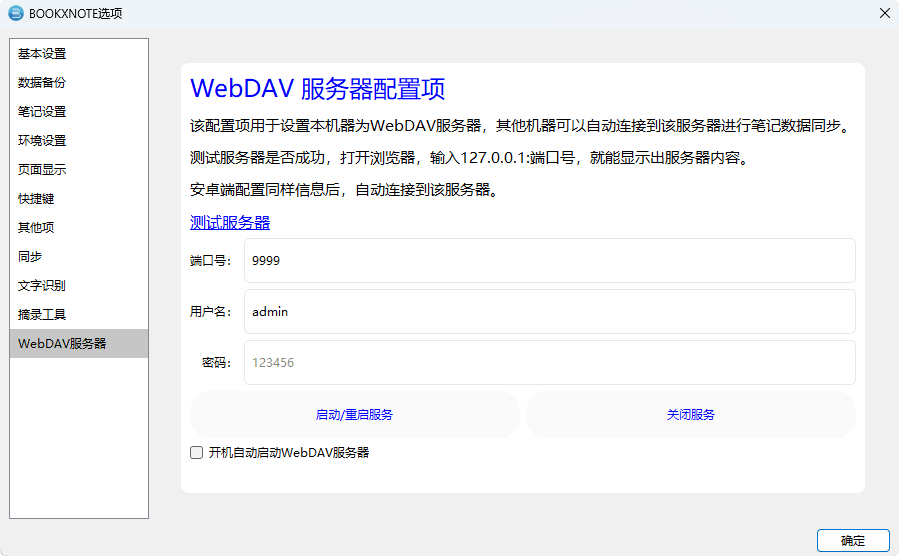 BOOKXNOTE选项
基本设置
数据备份
笔记设置
环境设置
页面显示
快捷键
其他项
同步
文字识别
摘录工具
WebDAV服务器
WebDAV 服务器配置项
该配置项用于设置本机器为WebDAV服务器，其他机器可以自动连接到该服务器进行笔记数据同步。
测试服务器是否成功，打开浏览器，输入127.0.0.1:端口号，就能显示出服务器内容。
安卓端配置同样信息后，自动连接到该服务器。
测试服务器
端口号： 9999
用户名： admin
密码： 123456
启动/重启服务 关闭服务
开机自动启动WebDAV服务器
确定